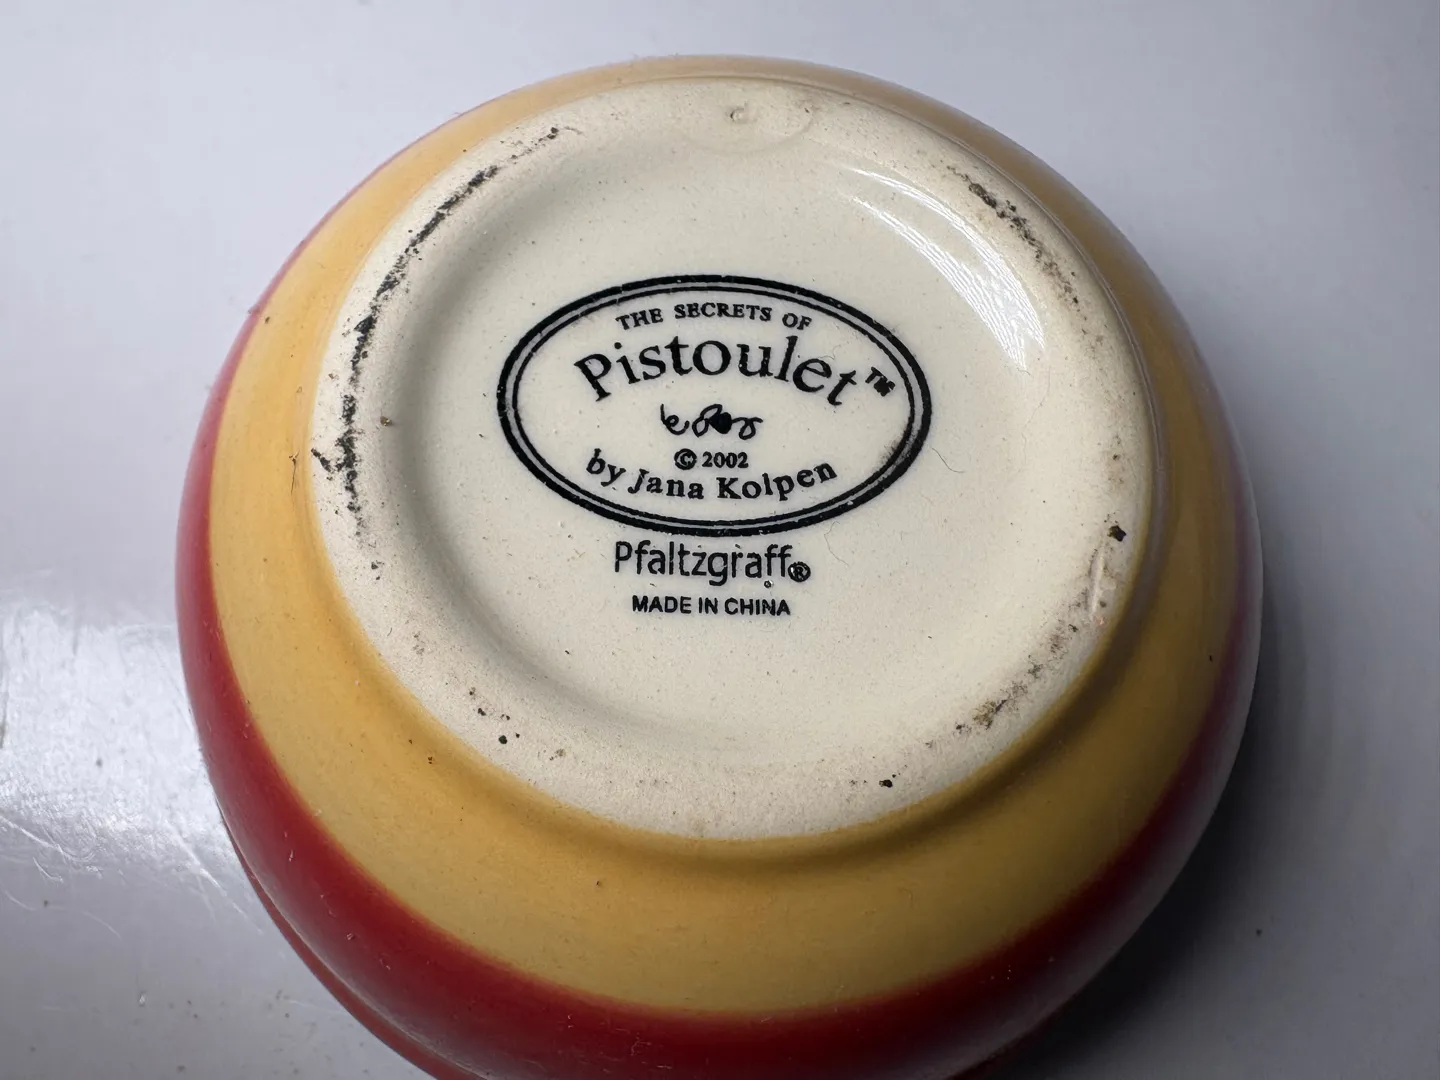 THE SECRETS OF
Pistoulet™
© 2002
by Jana Kolpen
Pfaltzgraff®
MADE IN CHINA